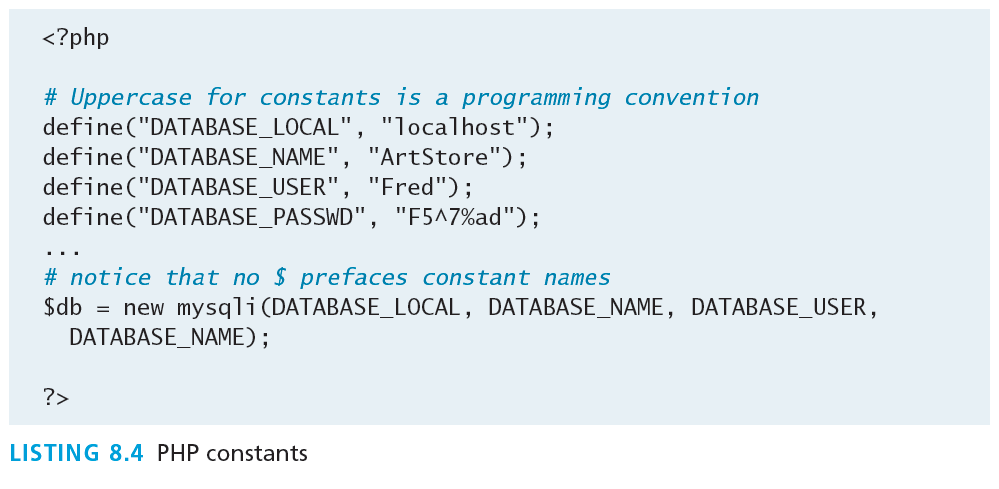 <?php
# Uppercase for constants is a programming convention
define("DATABASE_LOCAL", "localhost");
define("DATABASE_NAME", "ArtStore");
define("DATABASE_USER", "Fred");
define("DATABASE_PASSWD", "F5^7%ad");
...
# notice that no $ prefaces constant names
$db = new mysqli(DATABASE_LOCAL, DATABASE_NAME, DATABASE_USER,
DATABASE_NAME);
?>
LISTING 8.4 PHP constants